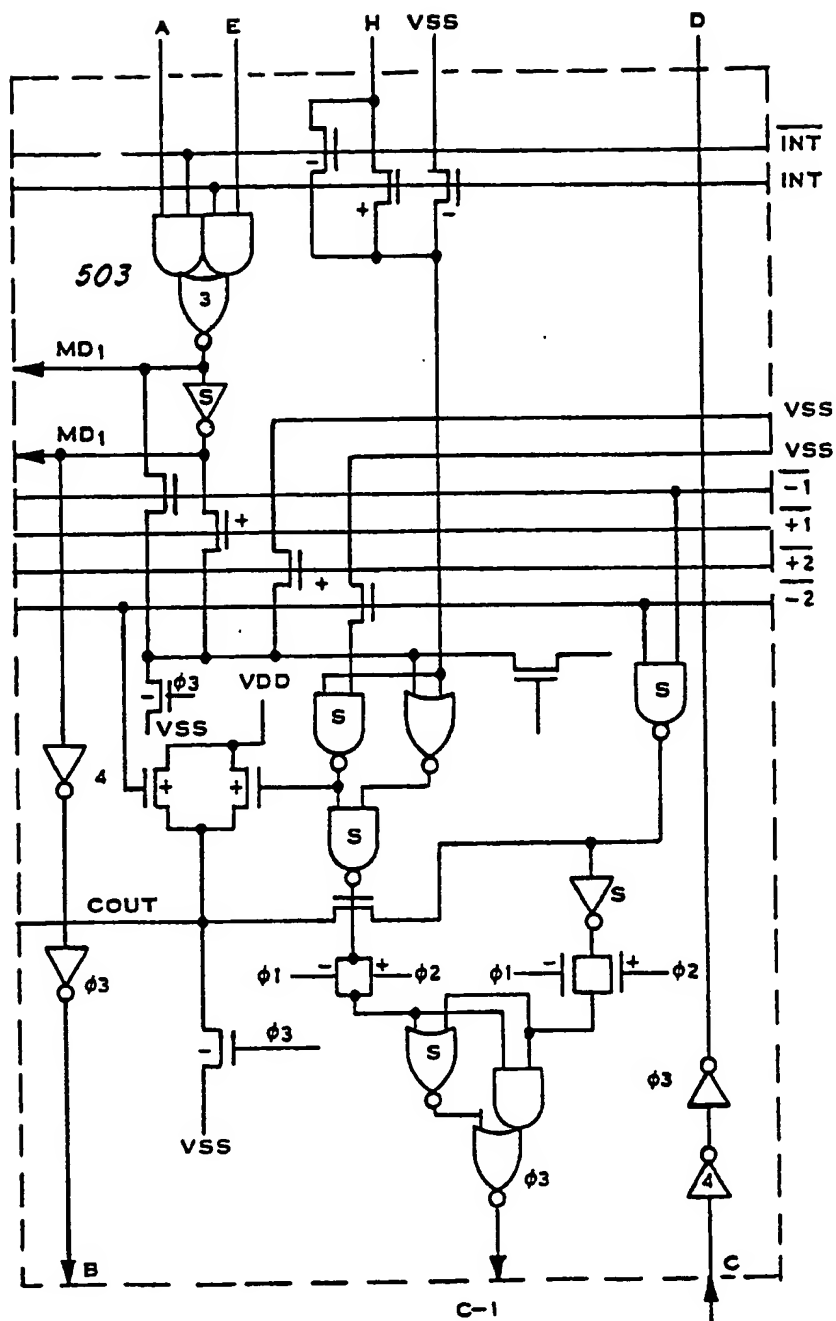 A E H VSS D
INT
-
INT
+ -
503
3
MD1
S
VSS
MD1
VSS
-1
+
+1
+2
+
-2
- φ3 VDD
S
VSS
S
4 + +
S
COUT S
φ1 - + φ2 φ1 - + φ2
φ3
S
- φ3
φ3
VSS
φ3 4
B C
C-1